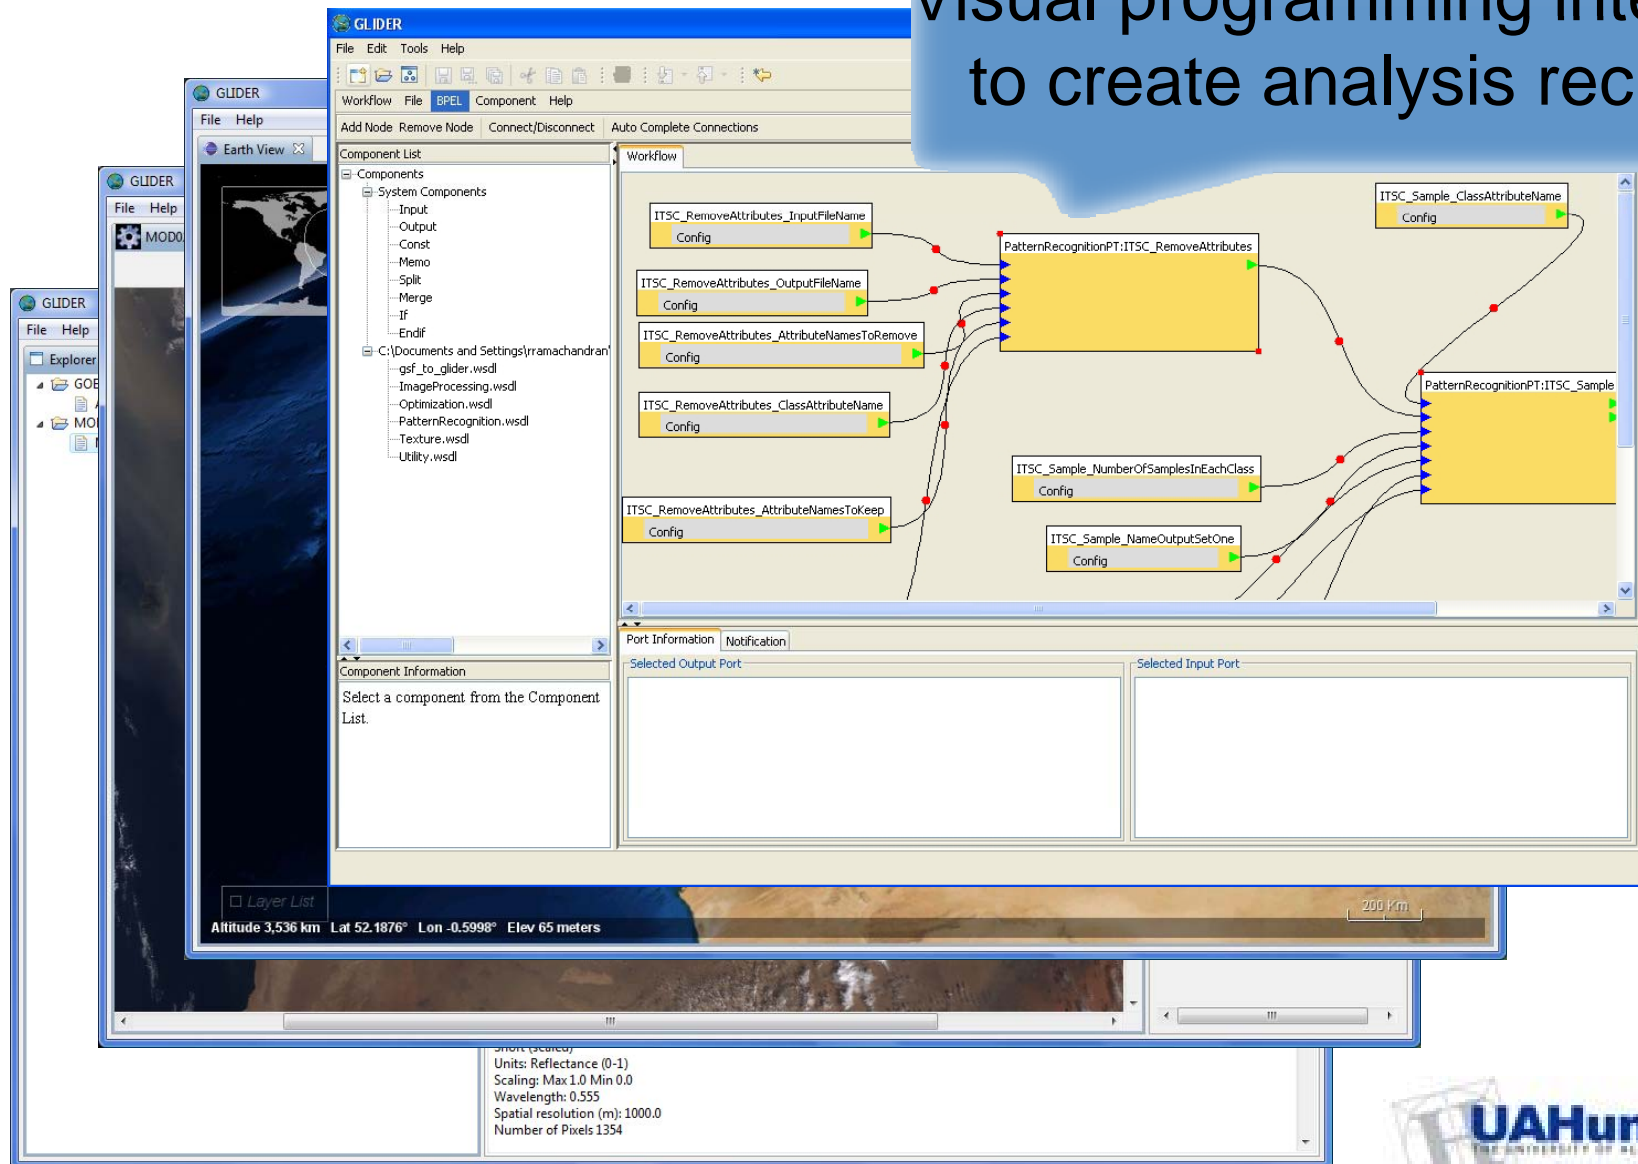 Visual programming inte
to create analysis rec
GLIDER
File Edit Tools Help
Workflow File BPEL Component Help
Add Node Remove Node Connect/Disconnect Auto Complete Connections
Component List
Components
System Components
Input
Output
Const
Memo
Split
Merge
If
Endif
C:\Documents and Settings\rramachandran'
gsf_to_glider.wsdl
ImageProcessing.wsdl
Optimization.wsdl
PatternRecognition.wsdl
Texture.wsdl
Utility.wsdl
Component Information
Select a component from the Component
List.
Workflow
ITSC_RemoveAttributes_InputFileName
Config
ITSC_RemoveAttributes_OutputFileName
Config
ITSC_RemoveAttributes_AttributeNamesToRemove
Config
ITSC_RemoveAttributes_ClassAttributeName
Config
ITSC_RemoveAttributes_AttributeNamesToKeep
Config
PatternRecognitionPT:ITSC_RemoveAttributes
ITSC_Sample_ClassAttributeName
Config
PatternRecognitionPT:ITSC_Sample
ITSC_Sample_NumberOfSamplesInEachClass
Config
ITSC_Sample_NameOutputSetOne
Config
Port Information Notification
Selected Output Port
Selected Input Port
GLIDER
File Help
Earth View
Layer List
200 Km
Altitude 3,536 km Lat 52.1876° Lon -0.5998° Elev 65 meters
GLIDER
File Help
MOD0
GLIDER
File Help
Explorer
GOE
MO
Short (scaled)
Units: Reflectance (0-1)
Scaling: Max 1.0 Min 0.0
Wavelength: 0.555
Spatial resolution (m): 1000.0
Number of Pixels 1354
UAHun